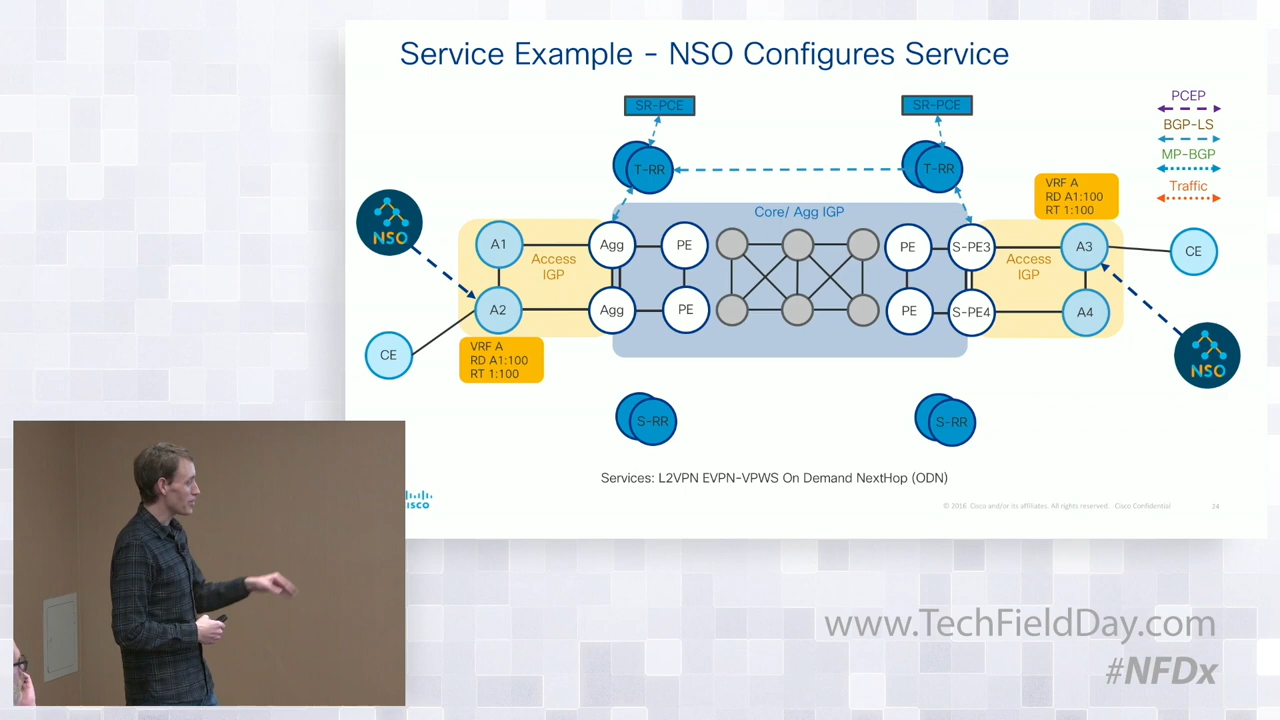 Service Example - NSO Configures Service
SR-PCE
SR-PCE
PCEP
BGP-LS
MP-BGP
Traffic
T-RR
T-RR
VRF A
RD A1:100
RT 1:100
NSO
Core/ Agg IGP
A1
Agg
PE
PE
S-PE3
A3
CE
Access
IGP
Access
IGP
A2
Agg
PE
PE
S-PE4
A4
CE
VRF A
RD A1:100
RT 1:100
NSO
S-RR
S-RR
Services: L2VPN EVPN-VPWS On Demand NextHop (ODN)
© 2016 Cisco and/or its affiliates. All rights reserved. Cisco Confidential
24
www.TechFieldDay.com
#NFDx